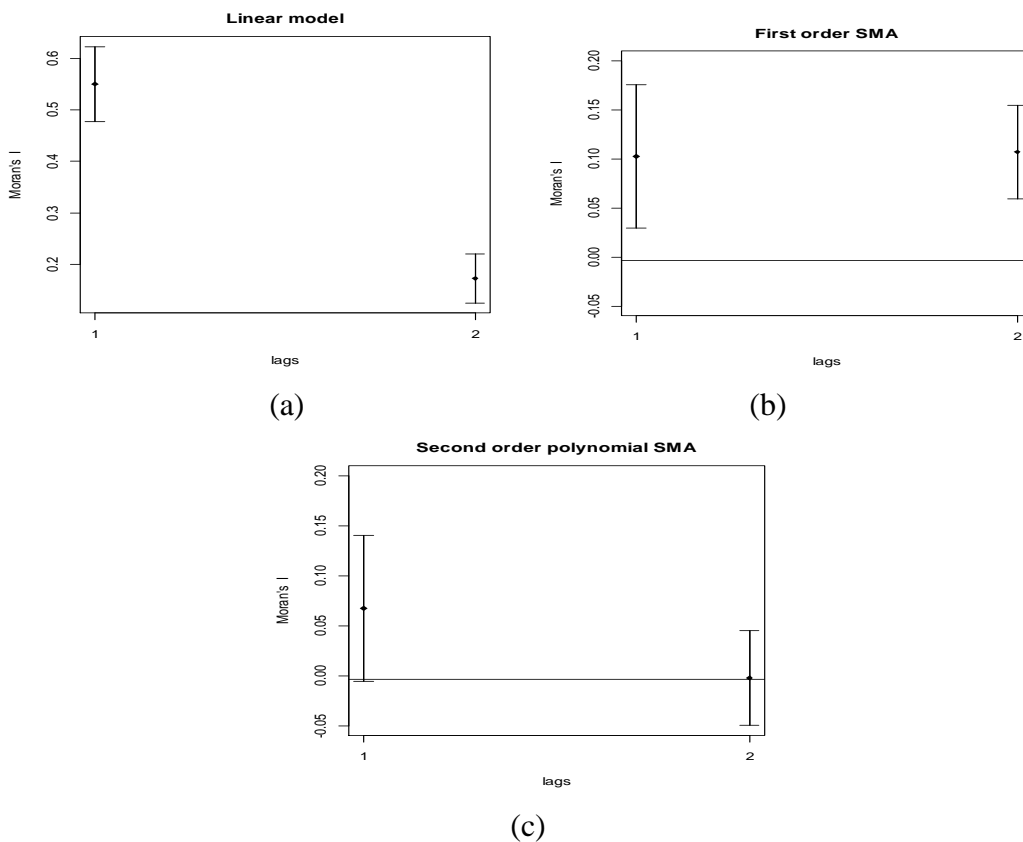 Linear model
Moran's I
0.6
0.5
0.4
0.3
0.2
1 2
lags
(a)
First order SMA
Moran's I
0.20
0.15
0.10
0.05
0.00
-0.05
1 2
lags
(b)
Second order polynomial SMA
Moran's I
0.20
0.15
0.10
0.05
0.00
-0.05
1 2
lags
(c)